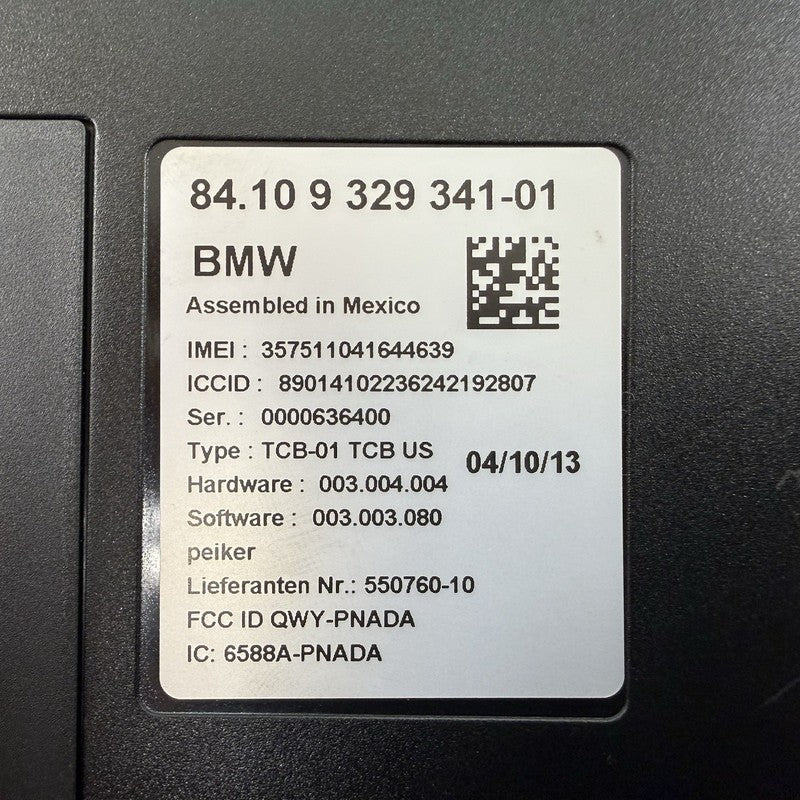 84.10 9 329 341-01
BMW
Assembled in Mexico
IMEI : 357511041644639
ICCID : 89014102236242192807
Ser. : 0000636400
Type : TCB-01 TCB US
04/10/13
Hardware : 003.004.004
Software : 003.003.080
peiker
Lieferanten Nr.: 550760-10
FCC ID QWY-PNADA
IC: 6588A-PNADA